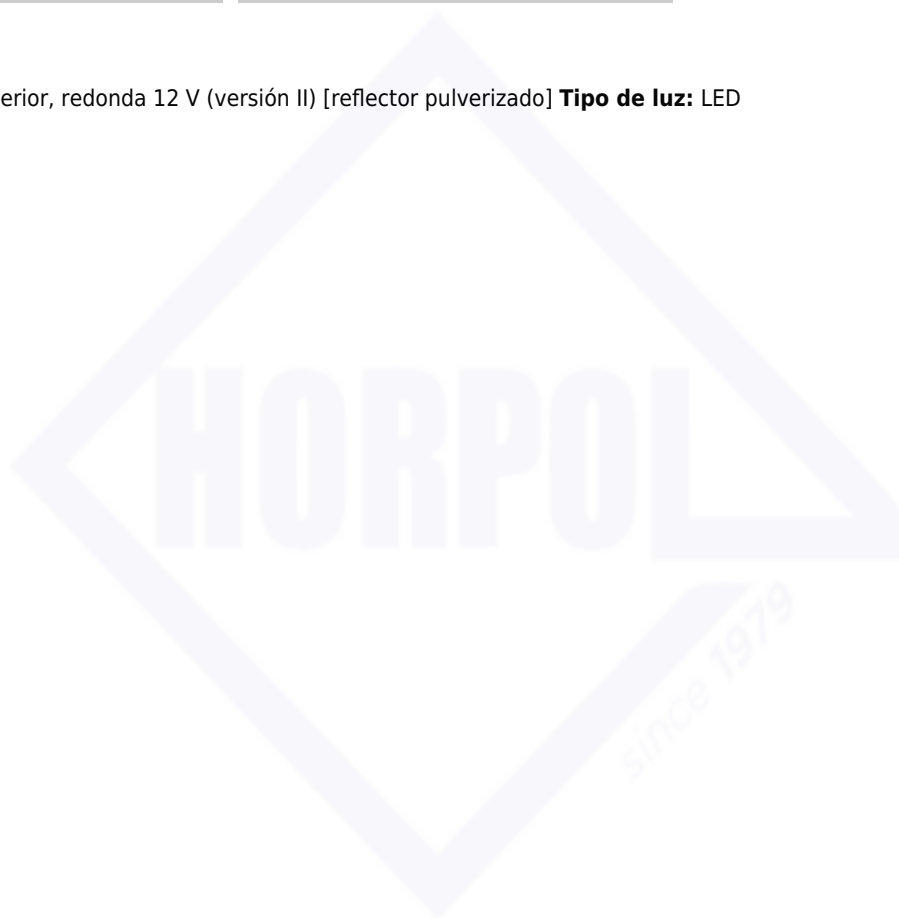 erior, redonda 12 V (versión II) [reflector pulverizado] Tipo de luz: LED
HORPOL
since 1979